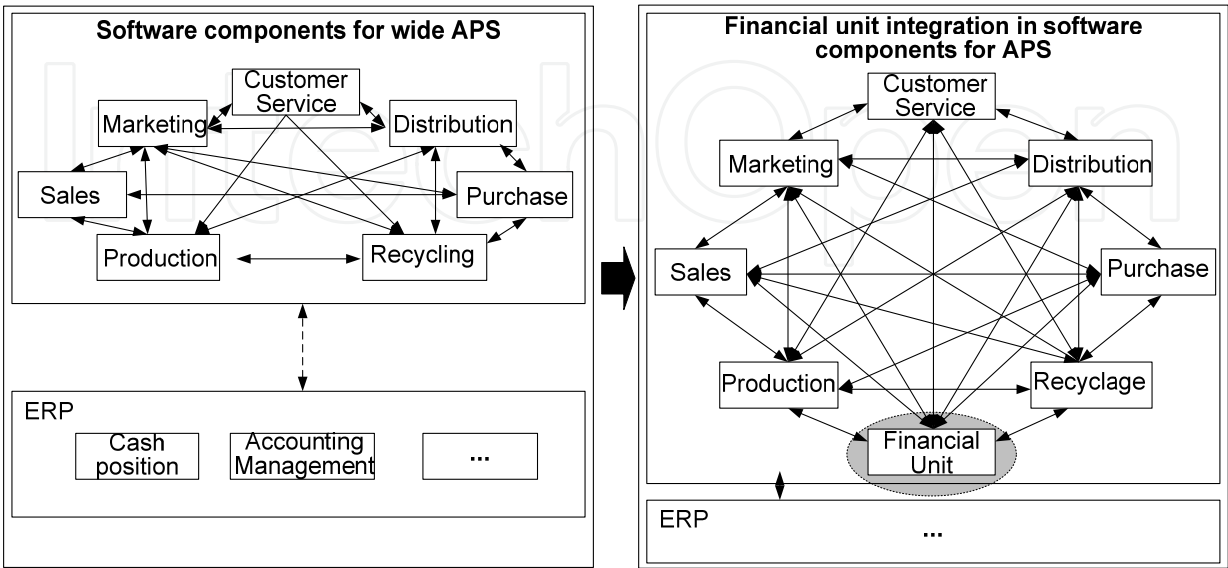 Software components for wide APS
Customer
Service
Marketing
Distribution
Sales
Purchase
Production
Recycling
ERP
Cash
position
Accounting
Management
...
Financial unit integration in software
components for APS
Customer
Service
Marketing
Distribution
Sales
Purchase
Production
Recyclage
Financial
Unit
ERP
...
IntechOpen